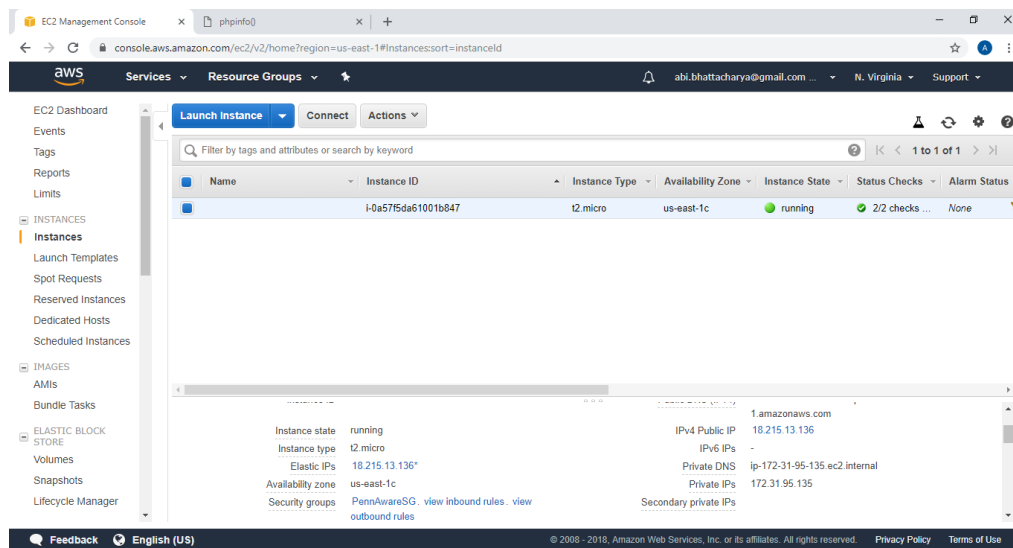 EC2 Management Console
phpinfo()
console.aws.amazon.com/ec2/v2/home?region=us-east-1#Instances:sort=instanceId
A
aws
Services
Resource Groups
abi.bhattacharya@gmail.com ...
N. Virginia
Support
EC2 Dashboard
Events
Tags
Reports
Limits
INSTANCES
Instances
Launch Templates
Spot Requests
Reserved Instances
Dedicated Hosts
Scheduled Instances
IMAGES
AMIs
Bundle Tasks
ELASTIC BLOCK
STORE
Volumes
Snapshots
Lifecycle Manager
Launch Instance
Connect
Actions
Filter by tags and attributes or search by keyword
1 to 1 of 1
Name Instance ID Instance Type Availability Zone Instance State Status Checks Alarm Status
i-0a57f5da61001b847 t2.micro us-east-1c running 2/2 checks ... None
1.amazonaws.com
Instance state running IPv4 Public IP 18.215.13.136
Instance type t2.micro IPv6 IPs -
Elastic IPs 18.215.13.136* Private DNS ip-172-31-95-135.ec2.internal
Availability zone us-east-1c Private IPs 172.31.95.135
Security groups PennAwareSG. view inbound rules. view Secondary private IPs
outbound rules
Feedback English (US)
© 2008 - 2018, Amazon Web Services, Inc. or its affiliates. All rights reserved. Privacy Policy Terms of Use